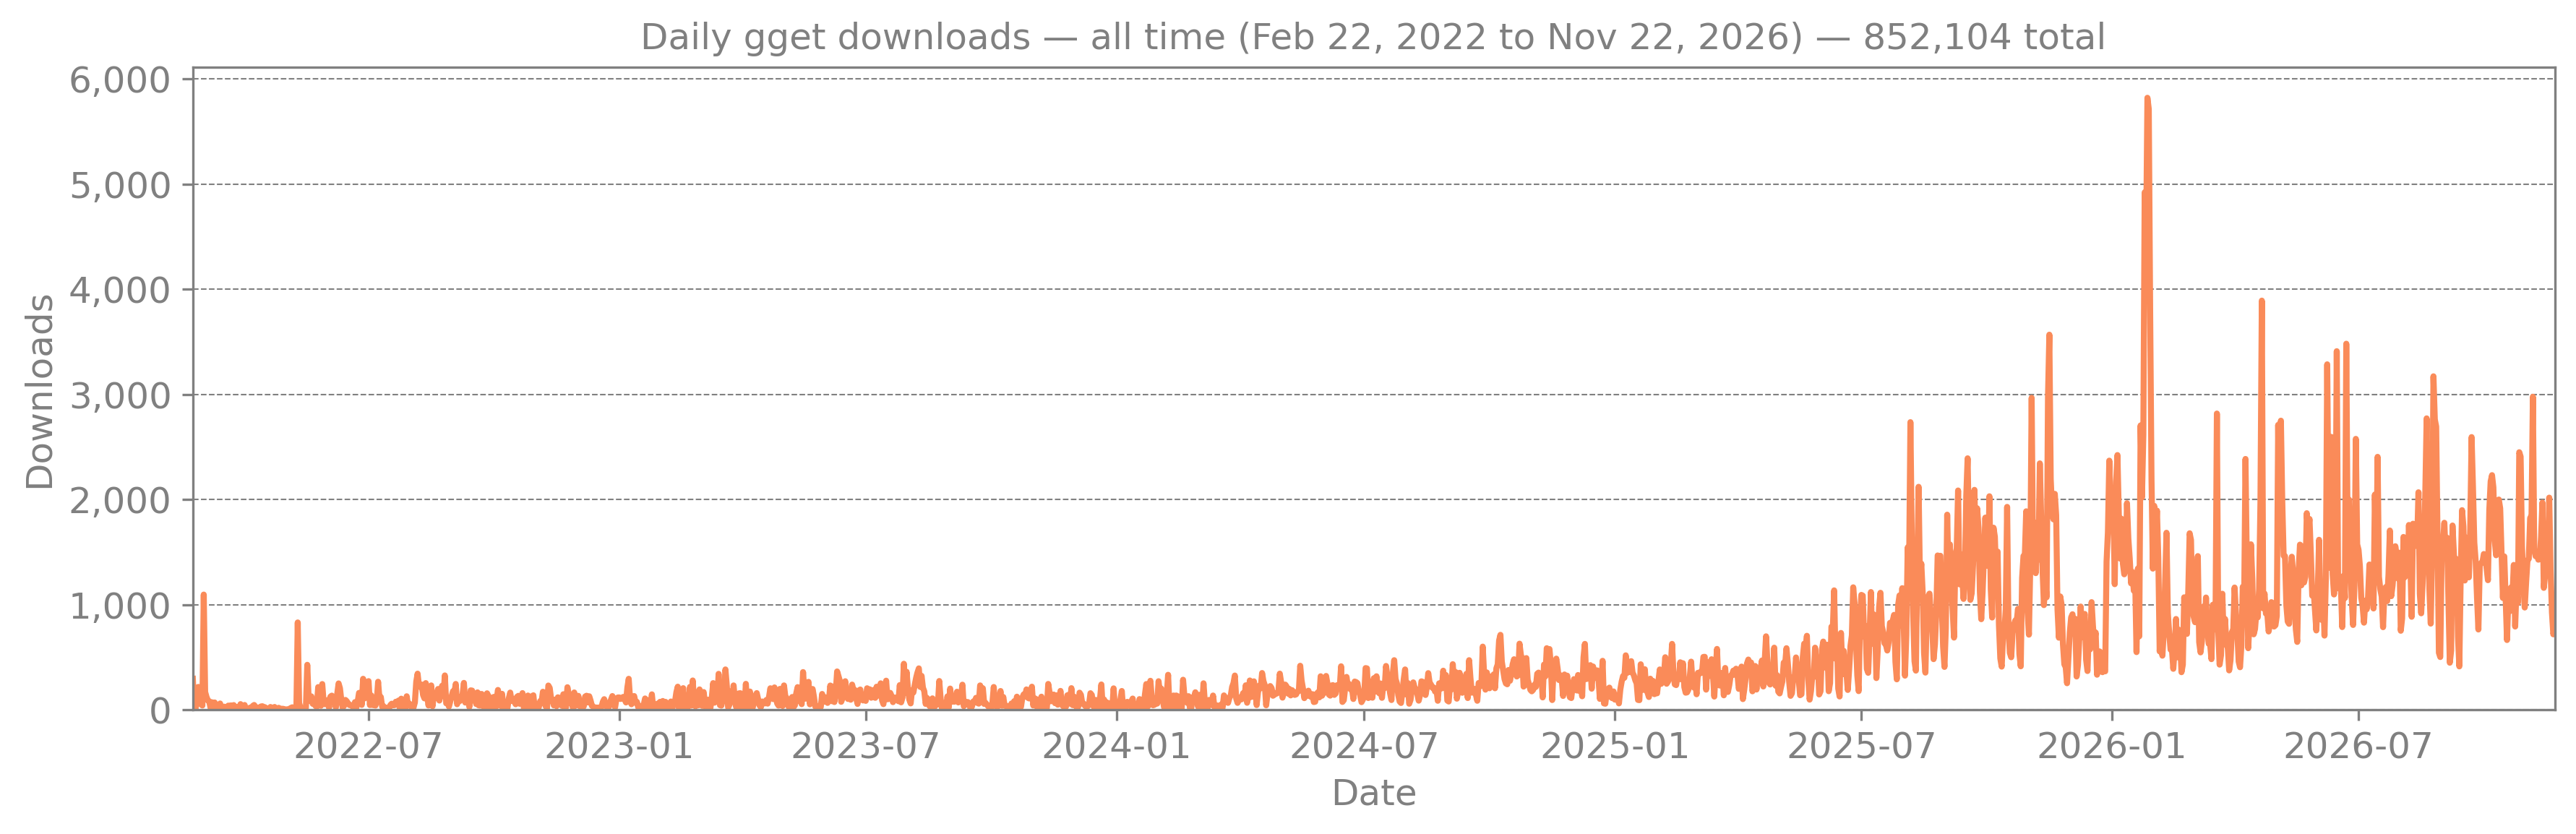 Daily gget downloads — all time (Feb 22, 2022 to Nov 22, 2026) — 852,104 total
Downloads
6,000
5,000
4,000
3,000
2,000
1,000
0
2022-07 2023-01 2023-07 2024-01 2024-07 2025-01 2025-07 2026-01 2026-07
Date